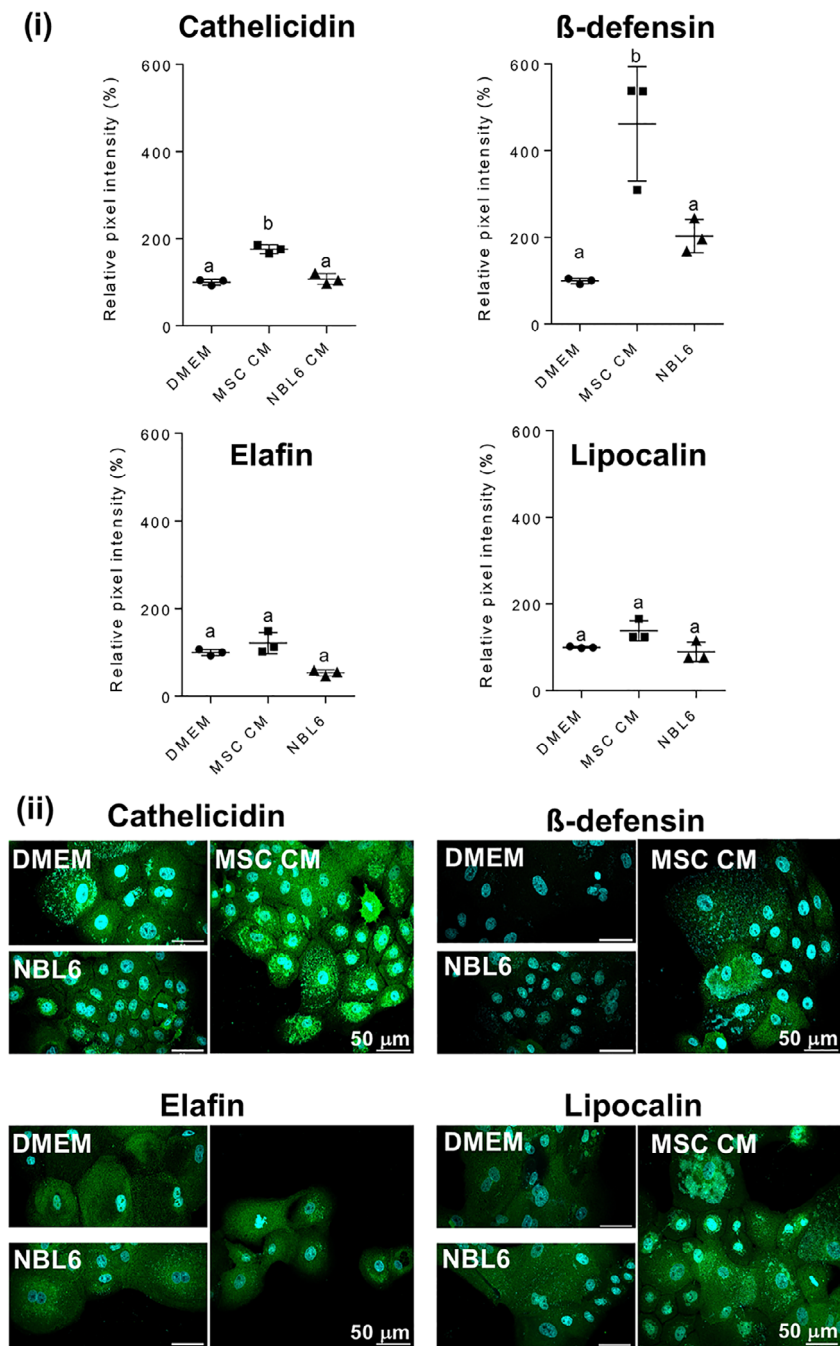 (i)
Cathelicidin
Relative pixel intensity (%)
600
400
200
0
a
b
a
DMEM
MSC CM
NBL6 CM
ß-defensin
Relative pixel intensity (%)
600
400
200
0
a
b
a
DMEM
MSC CM
NBL6
Elafin
Relative pixel intensity (%)
600
400
200
0
a
a
a
DMEM
MSC CM
NBL6
Lipocalin
Relative pixel intensity (%)
600
400
200
0
a
a
a
DMEM
MSC CM
NBL6
(ii)
Cathelicidin
DMEM
MSC CM
NBL6
50 µm
ß-defensin
DMEM
MSC CM
NBL6
50 µm
Elafin
DMEM
NBL6
50 µm
Lipocalin
DMEM
MSC CM
NBL6
50 µm